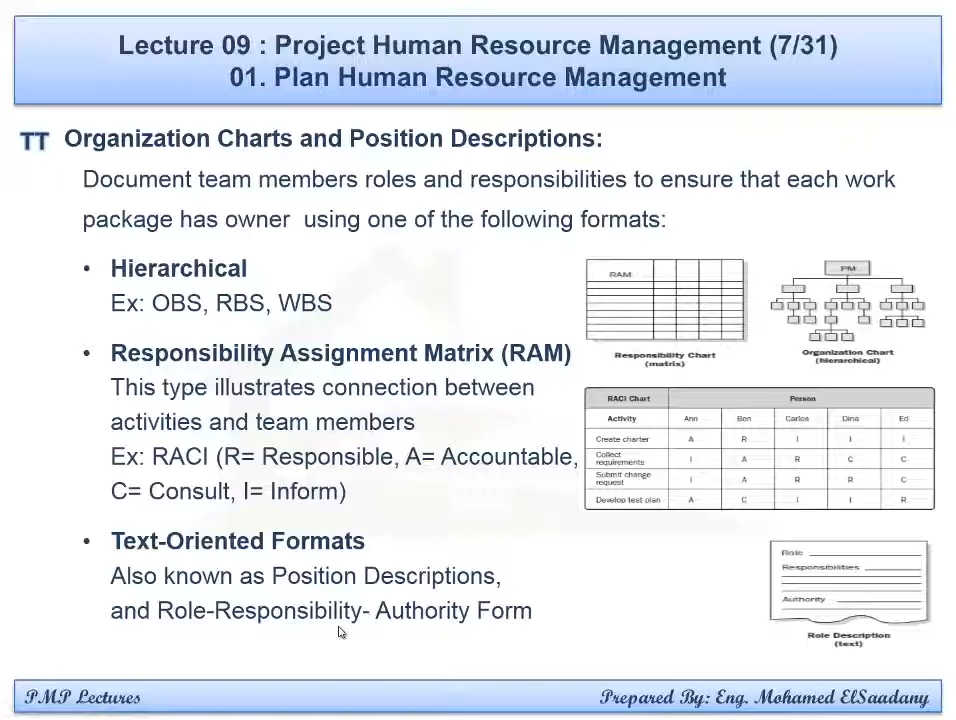 Lecture 09 : Project Human Resource Management (7/31)
01. Plan Human Resource Management
TT Organization Charts and Position Descriptions:
Document team members roles and responsibilities to ensure that each work
package has owner using one of the following formats:
• Hierarchical
Ex: OBS, RBS, WBS
• Responsibility Assignment Matrix (RAM)
This type illustrates connection between
activities and team members
Ex: RACI (R= Responsible, A= Accountable,
C= Consult, I= Inform)
• Text-Oriented Formats
Also known as Position Descriptions,
and Role-Responsibility- Authority Form
RAM
Responsibility Chart
(matrix)
PM
Organization Chart
(hierarchical)
RACI Chart Person
Activity Ann Ben Carlos Dina Ed
Create charter A R I I I
Collect
requirements I A R C C
Submit change
request I A R R C
Develop test plan A C I I R
Role
Responsibilities
Authority
Role Description
(text)
PMP Lectures
Prepared By: Eng. Mohamed ElSaadany